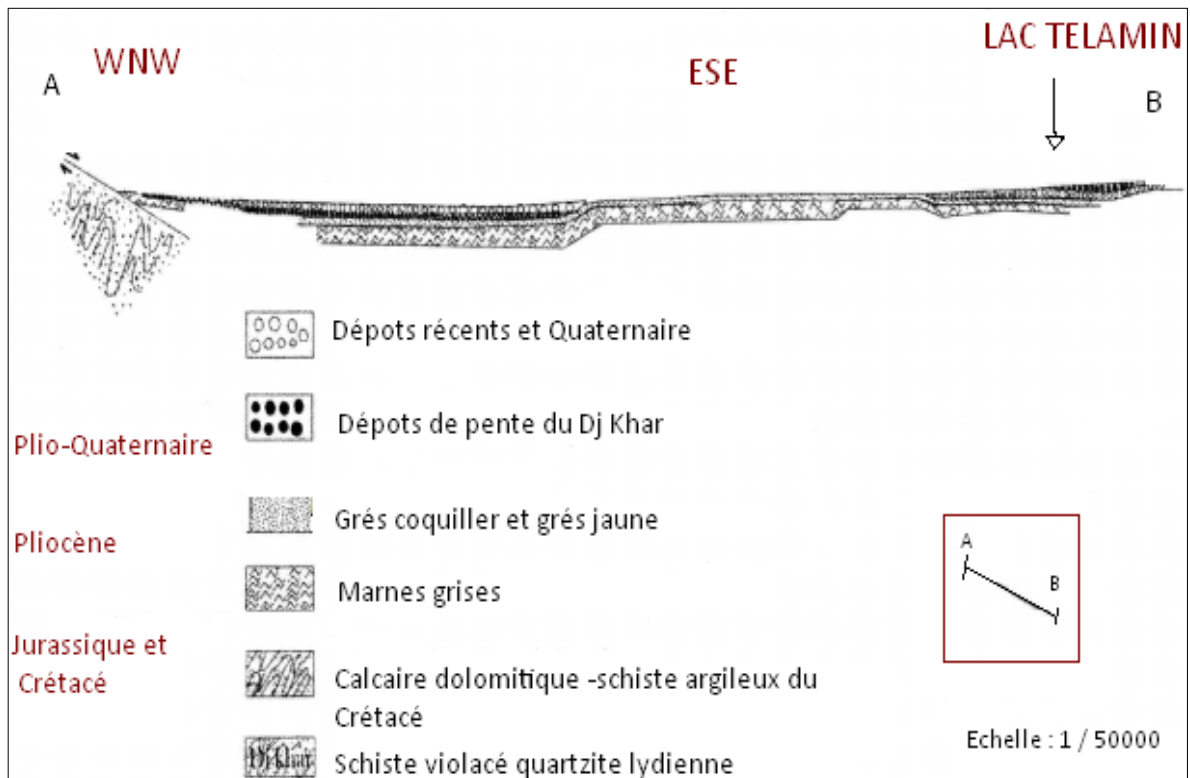 WNW
ESE
LAC TELAMIN
A
B
Dépots récents et Quaternaire
Dépots de pente du Dj Khar
Plio-Quaternaire
Grés coquiller et grés jaune
Pliocène
Marnes grises
Jurassique et
Crétacé
Calcaire dolomitique -schiste argileux du
Crétacé
Dj Khar
Schiste violacé quartzite lydienne
A
B
Echelle : 1 / 50000